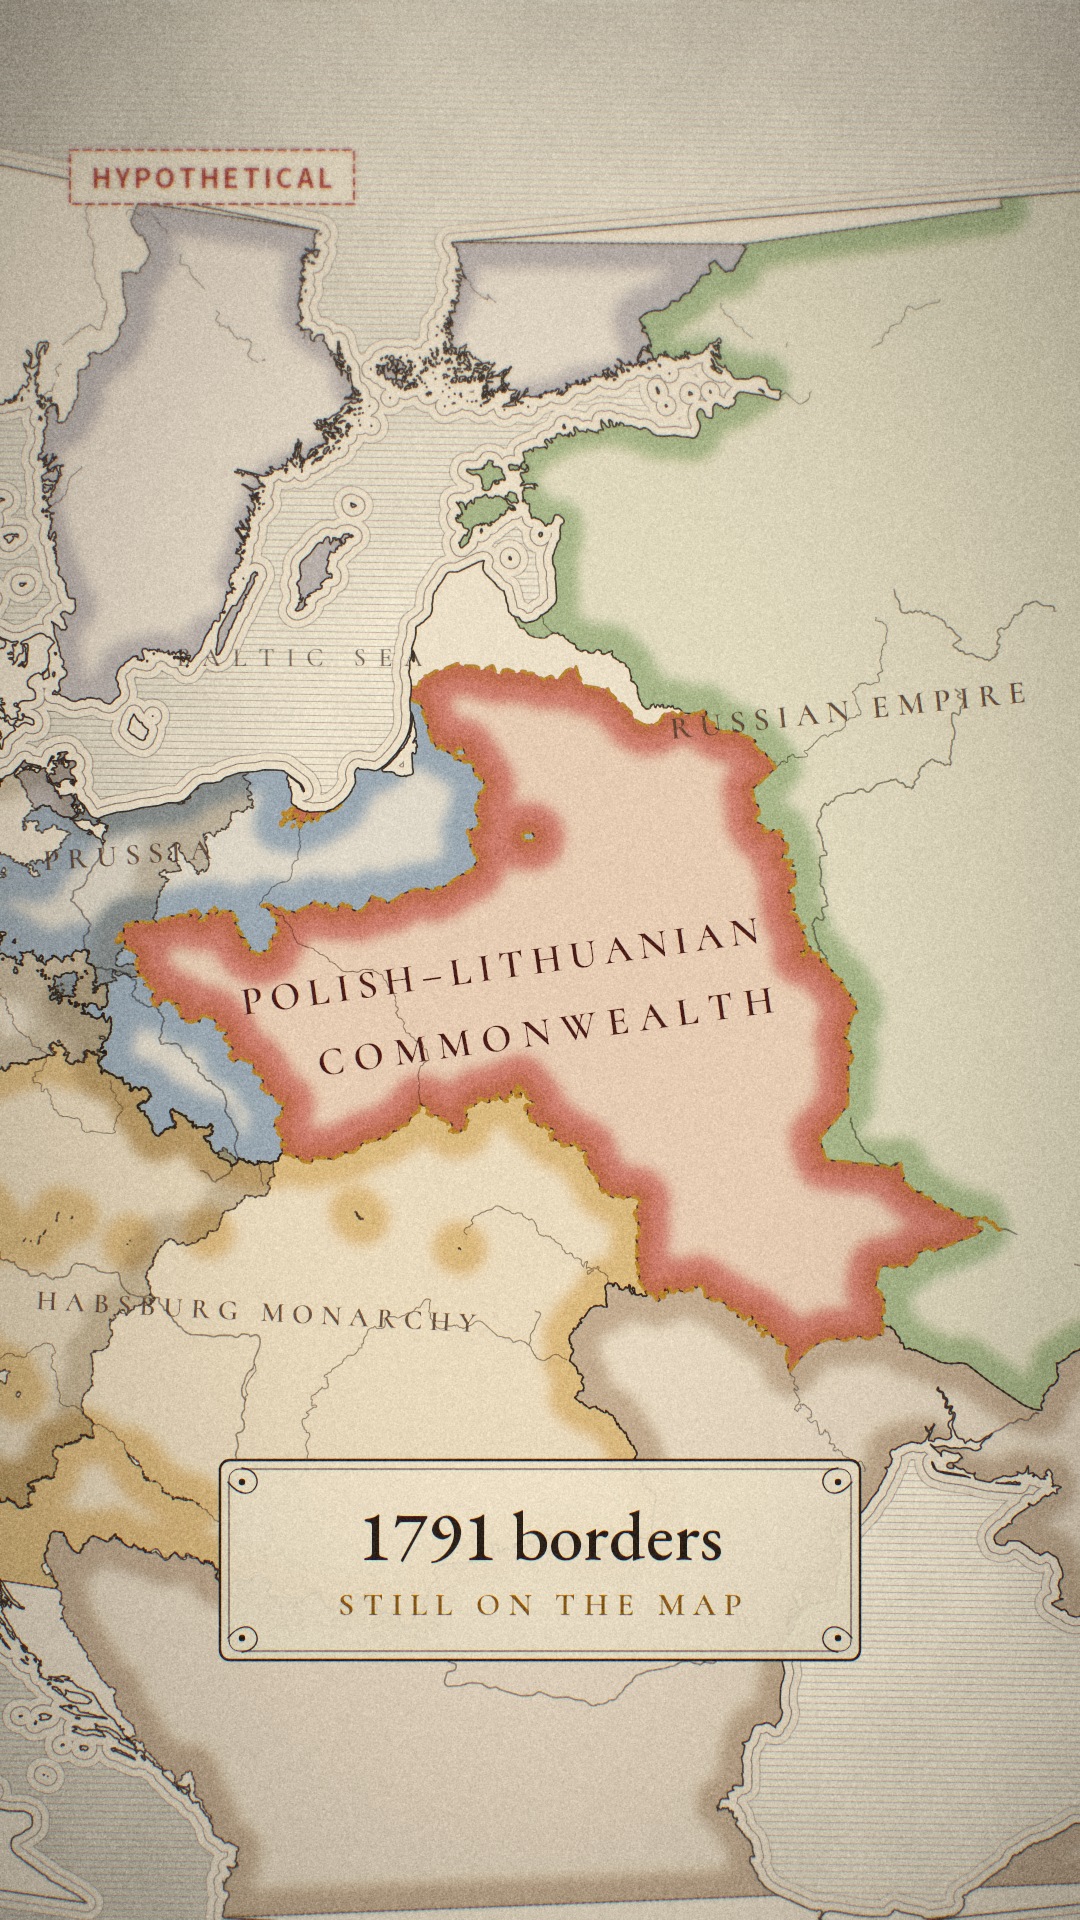 HYPOTHETICAL
BALTIC SEA
RUSSIAN EMPIRE
PRUSSIA
POLISH–LITHUANIAN
COMMONWEALTH
HABSBURG MONARCHY
1791 borders
STILL ON THE MAP